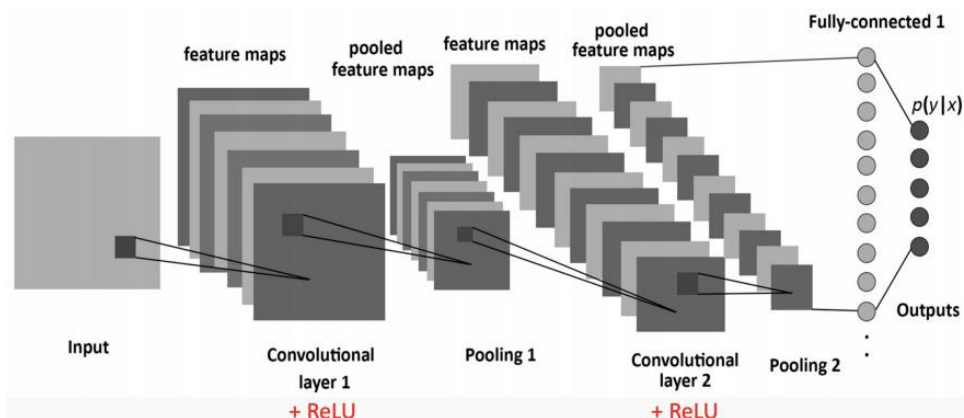 feature maps
pooled
feature maps
feature maps
pooled
feature maps
Fully-connected 1
p(y|x)
Outputs
Input
Convolutional
layer 1
+ ReLU
Pooling 1
Convolutional
layer 2
+ ReLU
Pooling 2